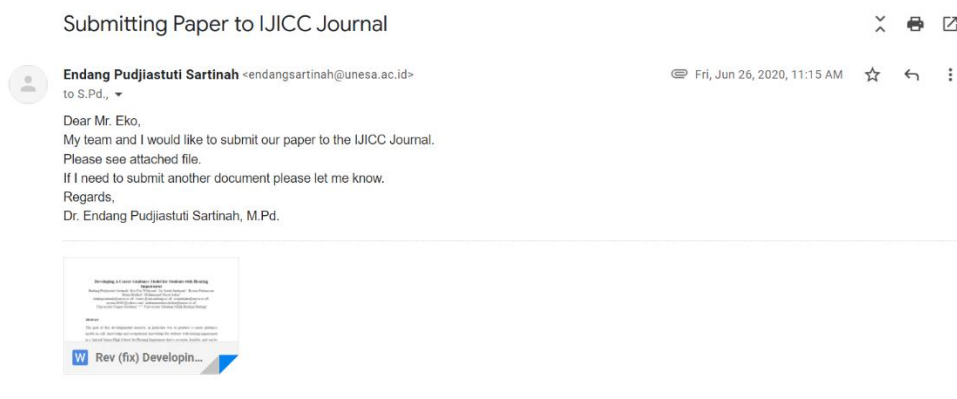 Submitting Paper to IJICC Journal
Endang Pudjiastuti Sartinah <endangsartinah@unesa.ac.id>
Fri, Jun 26, 2020, 11:15 AM
to S.Pd.,
Dear Mr. Eko,
My team and I would like to submit our paper to the IJICC Journal.
Please see attached file.
If I need to submit another document please let me know.
Regards,
Dr. Endang Pudjiastuti Sartinah, M.Pd.
Developing A Career Guidance Model for Students with Hearing
Impairment
Abstract
W Rev (fix) Developin...